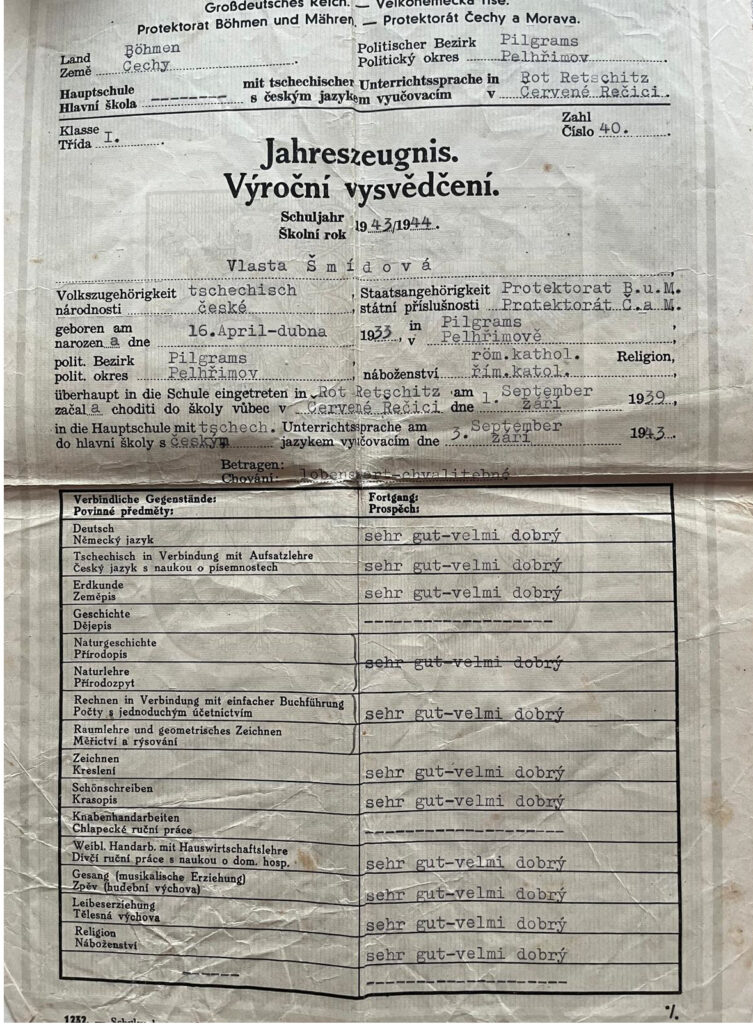 Großdeutsches Reich. — Velkoněmecká říše.
Protektorat Böhmen und Mähren. — Protektorát Čechy a Morava.
Land Böhmen Politischer Bezirk Pilgrams
Země Čechy Politický okres Pelhřimov
Hauptschule mit tschechischer Unterrichtssprache in Rot Retschitz
Hlavní škola --------- s českým jazykem vyučovacím v Červené Řečici.
Klasse Zahl
Třída I. Číslo 40.
Jahreszeugnis.
Výroční vysvědčení.
Schuljahr
Školní rok 1943/1944.
Vlasta Šmídová,
Volkszugehörigkeit tschechisch, Staatsangehörigkeit Protektorat B.u.M.
národnosti české státní příslušnosti Protektorát Č.a M.
geboren am in Pilgrams,
narozena dne 16.April-dubna 1933, v Pelhřimově
polit. Bezirk Pilgrams röm.kathol. Religion,
polit. okres Pelhřimov, náboženství řím.katol.
überhaupt in die Schule eingetreten in Rot Retschitz am 1. September
začala choditi do školy vůbec v Červené Řečici dne září 1939,
in die Hauptschule mit tschech. Unterrichtssprache am 3. September
do hlavní školy s českým jazykem vyučovacím dne září 1943.
Betragen:
Chování: lobenswert-chvalitebné
Verbindliche Gegenstände: Fortgang:
Povinné předměty: Prospěch:
Deutsch
Německý jazyk sehr gut-velmi dobrý
Tschechisch in Verbindung mit Aufsatzlehre
Český jazyk s naukou o písemnostech sehr gut-velmi dobrý
Erdkunde
Zeměpis sehr gut-velmi dobrý
Geschichte
Dějepis --------------------
Naturgeschichte
Přírodopis
sehr gut-velmi dobrý
Naturlehre
Přírodozpyt
Rechnen in Verbindung mit einfacher Buchführung
Počty s jednoduchým účetnictvím sehr gut-velmi dobrý
Raumlehre und geometrisches Zeichnen
Měřictví a rýsování
Zeichnen
Kreslení sehr gut-velmi dobrý
Schönschreiben
Krasopis sehr gut-velmi dobrý
Knabenhandarbeiten
Chlapecké ruční práce --------------------
Weibl. Handarb. mit Hauswirtschaftslehre
Dívčí ruční práce s naukou o dom. hosp. sehr gut-velmi dobrý
Gesang (musikalische Erziehung)
Zpěv (hudební výchova) sehr gut-velmi dobrý
Leibeserziehung
Tělesná výchova sehr gut-velmi dobrý
Religion
Náboženství sehr gut-velmi dobrý
------ --------------------
1232. —
·/.